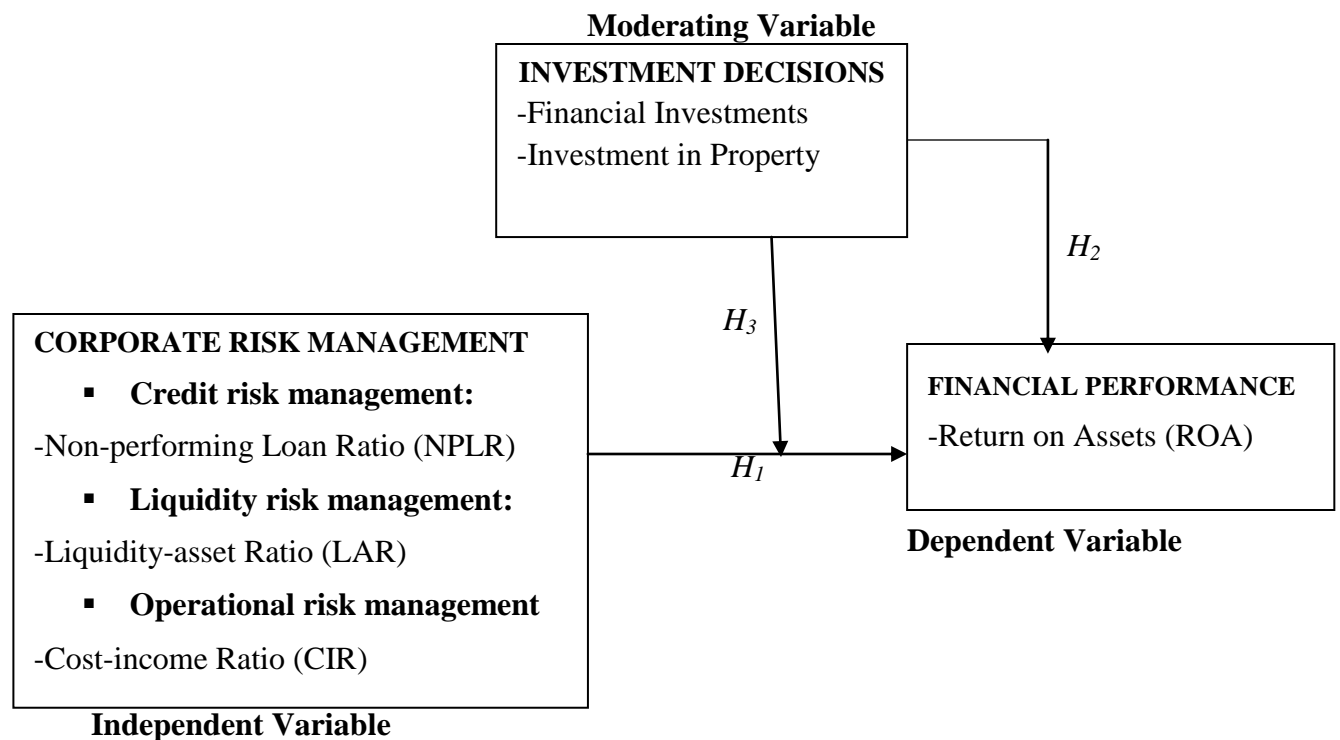 Moderating Variable
INVESTMENT DECISIONS
-Financial Investments
-Investment in Property
H2
H3
CORPORATE RISK MANAGEMENT
▪ Credit risk management:
-Non-performing Loan Ratio (NPLR)
▪ Liquidity risk management:
-Liquidity-asset Ratio (LAR)
▪ Operational risk management
-Cost-income Ratio (CIR)
Independent Variable
H1
FINANCIAL PERFORMANCE
-Return on Assets (ROA)
Dependent Variable